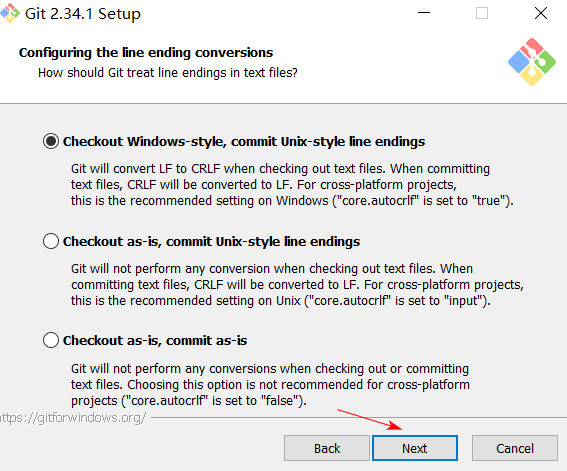 Git 2.34.1 Setup
Configuring the line ending conversions
How should Git treat line endings in text files?
Checkout Windows-style, commit Unix-style line endings
Git will convert LF to CRLF when checking out text files. When committing
text files, CRLF will be converted to LF. For cross-platform projects,
this is the recommended setting on Windows ("core.autocrlf" is set to "true").
Checkout as-is, commit Unix-style line endings
Git will not perform any conversion when checking out text files. When
committing text files, CRLF will be converted to LF. For cross-platform projects,
this is the recommended setting on Unix ("core.autocrlf" is set to "input").
Checkout as-is, commit as-is
Git will not perform any conversions when checking out or committing
text files. Choosing this option is not recommended for cross-platform
projects ("core.autocrlf" is set to "false").
https://gitforwindows.org/
Back Next Cancel